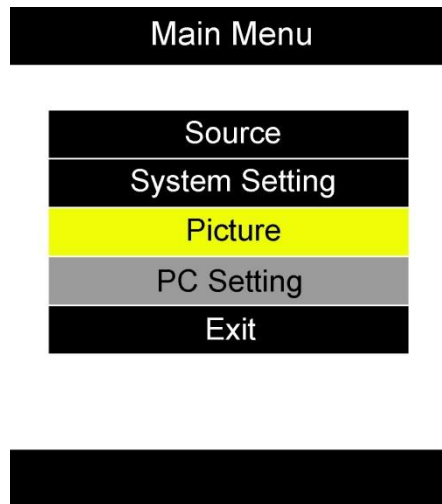 Main Menu
Source
System Setting
Picture
PC Setting
Exit